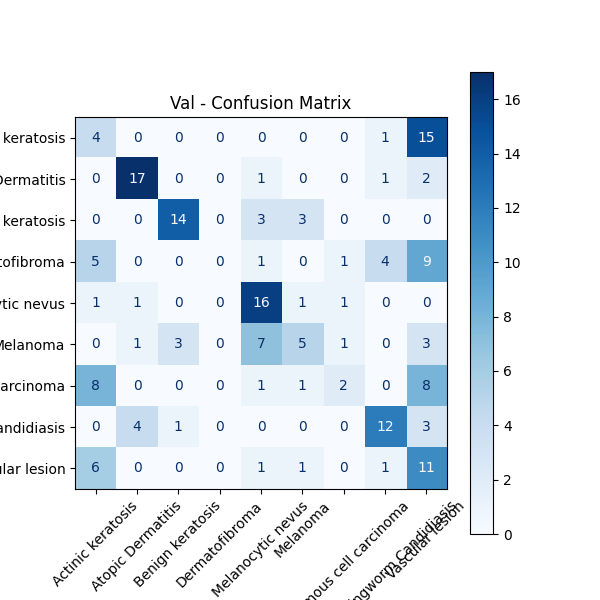 Val - Confusion Matrix
keratosis 4 0 0 0 0 0 0 1 15
Dermatitis 0 17 0 0 1 0 0 1 2
keratosis 0 0 14 0 3 3 0 0 0
tofibroma 5 0 0 0 1 0 1 4 9
ytic nevus 1 1 0 0 16 1 1 0 0
Melanoma 0 1 3 0 7 5 1 0 3
arcinoma 8 0 0 0 1 1 2 0 8
andidiasis 0 4 1 0 0 0 0 12 3
ular lesion 6 0 0 0 1 1 0 1 11
Actinic keratosis
Atopic Dermatitis
Benign keratosis
Dermatofibroma
Melanocytic nevus
Melanoma
mous cell carcinoma
ingworm Candidiasis
Vascular lesion
16
14
12
10
8
6
4
2
0